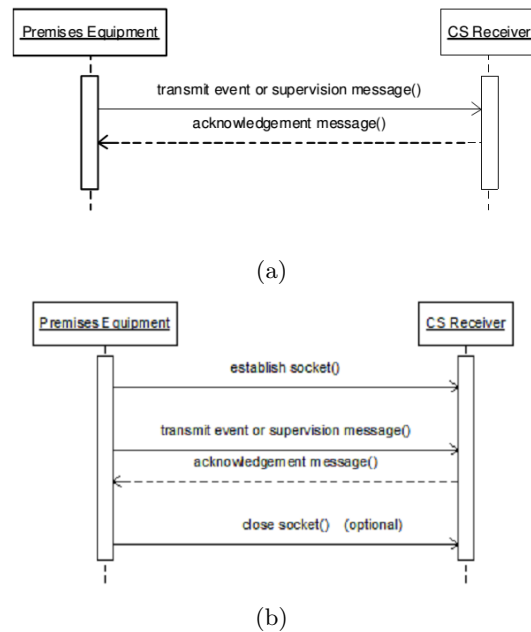 Premises Equipment
CS Receiver
transmit event or supervision message()
acknowledgement message()
(a)
Premises Equipment
CS Receiver
establish socket()
transmit event or supervision message()
acknowledgement message()
close socket() (optional)
(b)